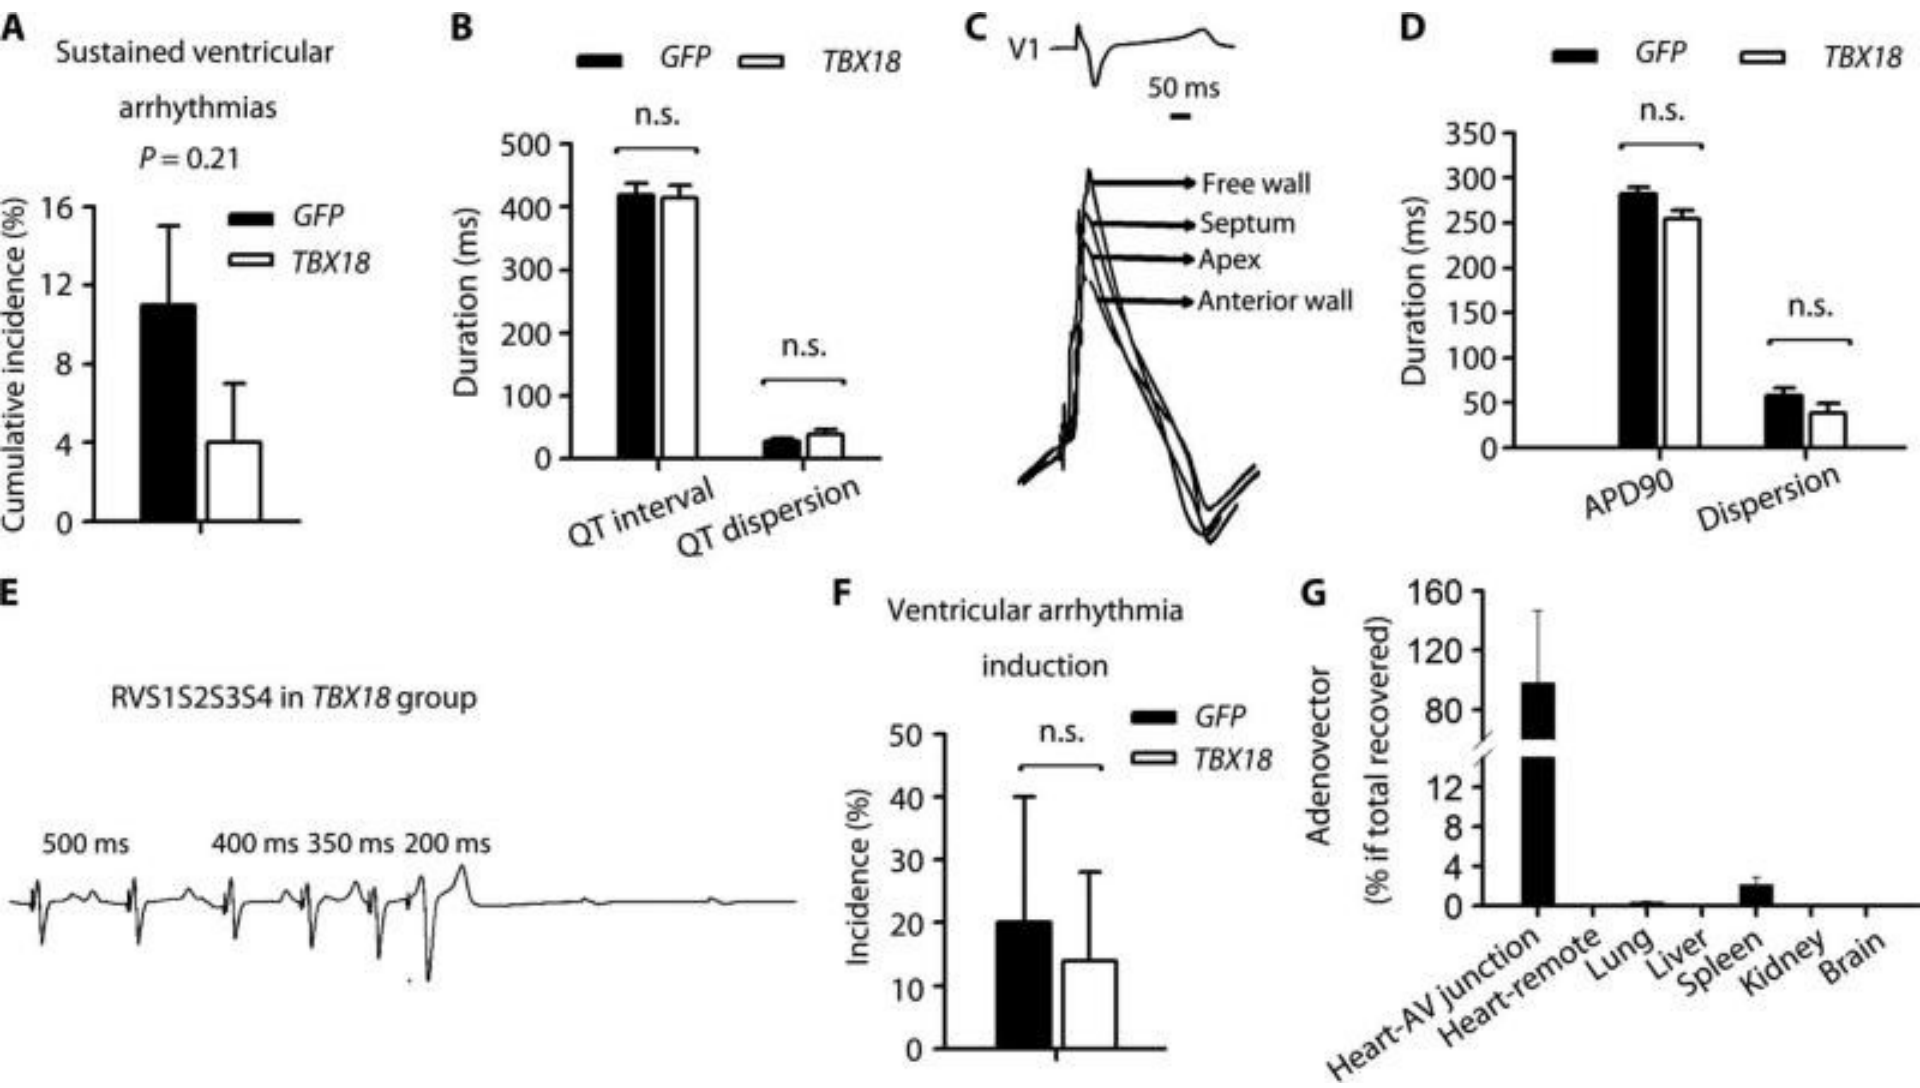 A
Sustained ventricular
arrhythmias
P = 0.21
Cumulative incidence (%)
16
12
8
4
0
GFP
TBX18
B
GFP
TBX18
n.s.
n.s.
Duration (ms)
500
400
300
200
100
0
QT interval
QT dispersion
C
V1
50 ms
Free wall
Septum
Apex
Anterior wall
D
GFP
TBX18
n.s.
n.s.
Duration (ms)
350
300
250
200
150
100
50
0
APD90
Dispersion
E
RVS1S2S3S4 in TBX18 group
500 ms 400 ms 350 ms 200 ms
F
Ventricular arrhythmia
induction
GFP
TBX18
n.s.
Incidence (%)
50
40
30
20
10
0
G
Adenovector
(% if total recovered)
160
120
80
12
8
4
0
Heart-AV junction
Heart-remote
Lung
Liver
Spleen
Kidney
Brain